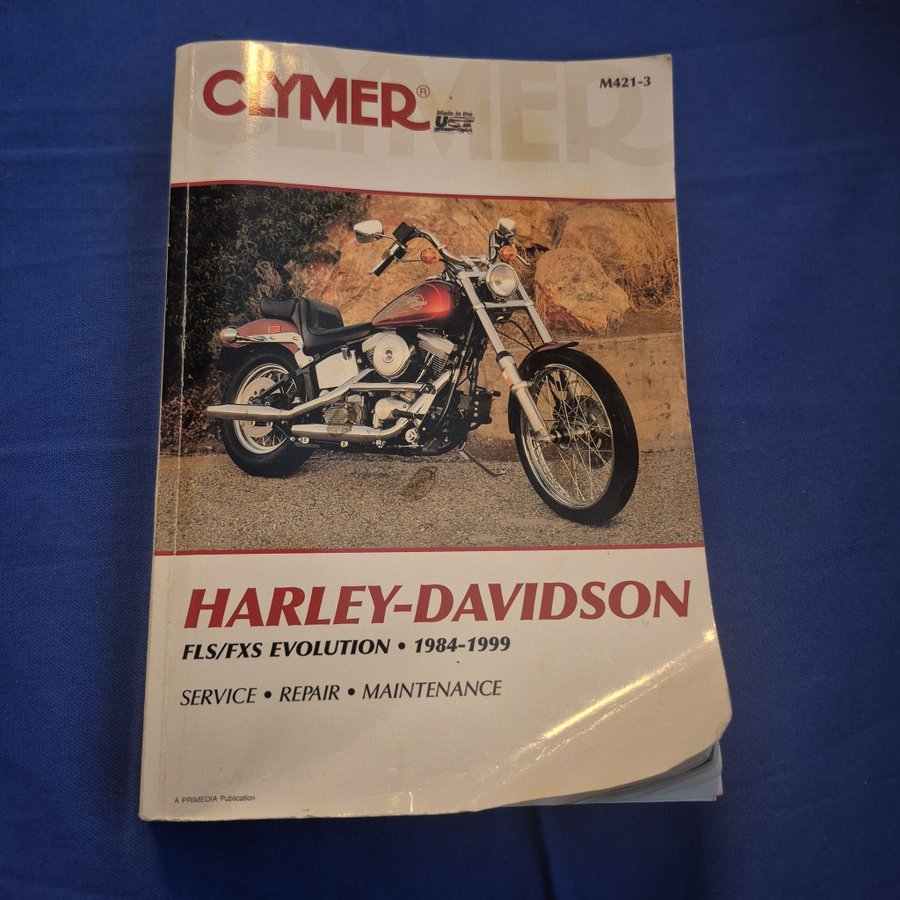 CLYMER®
Made in the
USA
M421-3
HARLEY-DAVIDSON
FLS/FXS EVOLUTION • 1984-1999
SERVICE • REPAIR • MAINTENANCE
A PRIMEDIA Publication